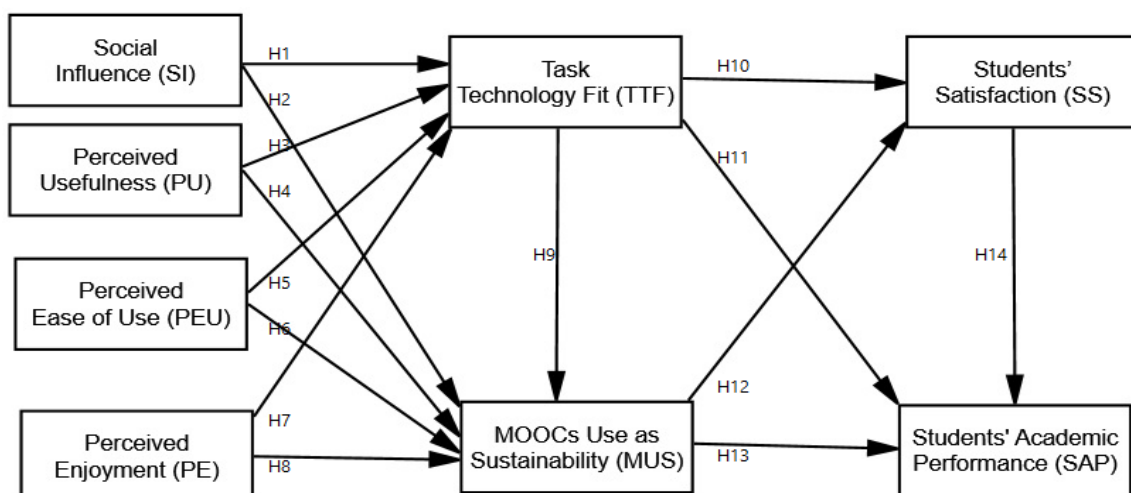 Social
Influence (SI)
H1
H2
Task
Technology Fit (TTF)
H10
Students'
Satisfaction (SS)
Perceived
Usefulness (PU)
H3
H4
H11
Perceived
Ease of Use (PEU)
H5
H6
H9
H14
Perceived
Enjoyment (PE)
H7
H8
MOOCs Use as
Sustainability (MUS)
H12
H13
Students' Academic
Performance (SAP)